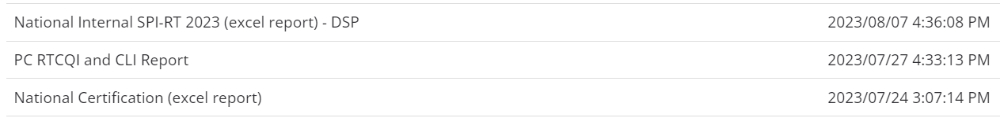 National Internal SPI-RT 2023 (excel report) - DSP 2023/08/07 4:36:08 PM
PC RTCQI and CLI Report 2023/07/27 4:33:13 PM
National Certification (excel report) 2023/07/24 3:07:14 PM